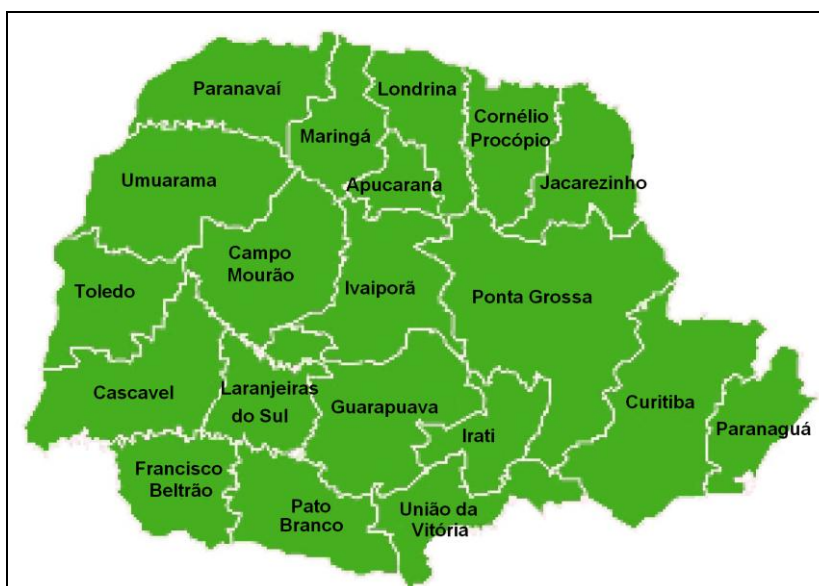 Paranavaí
Londrina
Cornélio
Procópio
Maringá
Umuarama
Apucarana
Jacarezinho
Campo
Mourão
Toledo
Ivaiporã
Ponta Grossa
Cascavel
Laranjeiras
do Sul
Guarapuava
Irati
Curitiba
Paranaguá
Francisco
Beltrão
Pato
Branco
União da
Vitória